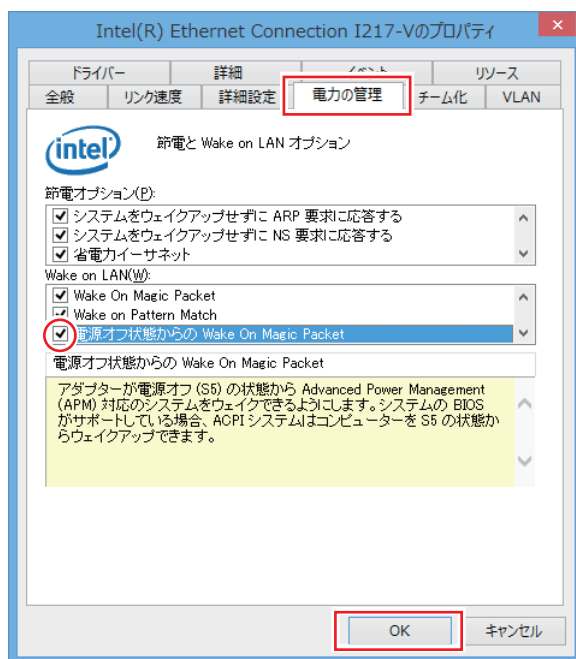 Intel(R) Ethernet Connection I217-Vのプロパティ
ドライバー 詳細 イベント リソース
全般 リンク速度 詳細設定 電力の管理 チーム化 VLAN
intel 節電と Wake on LAN オプション
節電オプション(P):
システムをウェイクアップせずに ARP 要求に応答する
システムをウェイクアップせずに NS 要求に応答する
省電力イーサネット
Wake on LAN(W):
Wake On Magic Packet
Wake on Pattern Match
電源オフ状態からの Wake On Magic Packet
電源オフ状態からの Wake On Magic Packet
アダプターが電源オフ (S5) の状態から Advanced Power Management
(APM) 対応のシステムをウェイクできるようにします。システムの BIOS
がサポートしている場合、ACPI システムはコンピューターを S5 の状態か
らウェイクアップできます。
OK キャンセル